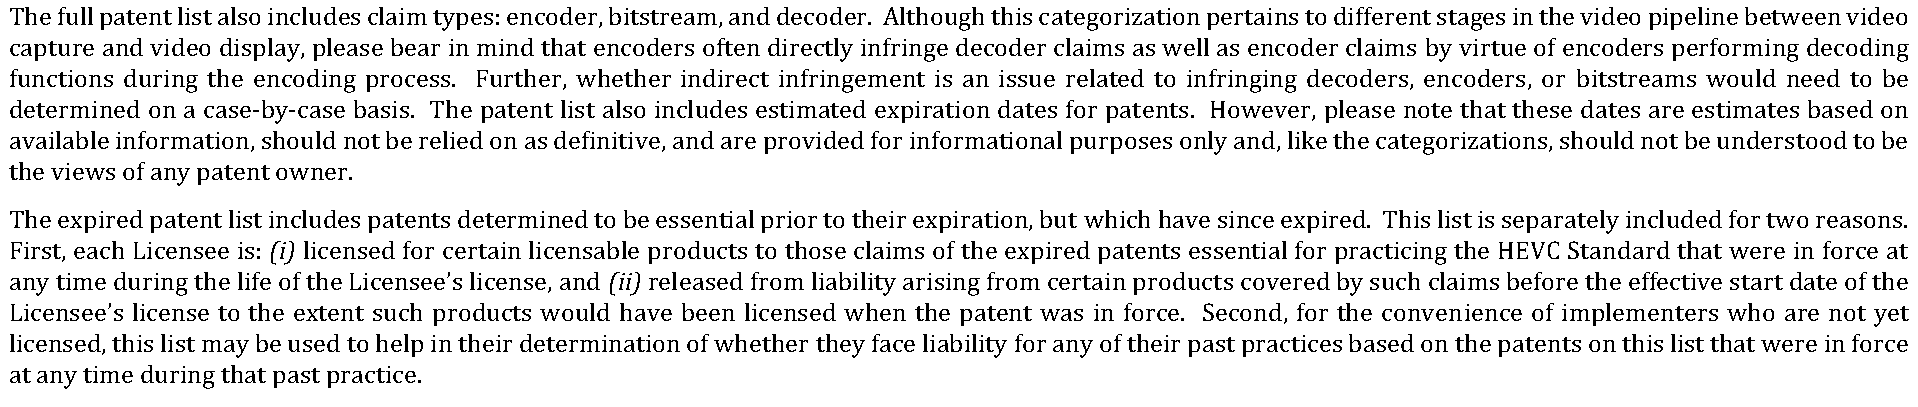 The full patent list also includes claim types: encoder, bitstream, and decoder.  Although this categorization pertains to different stages in the video pipeline between video
capture and video display, please bear in mind that encoders often directly infringe decoder claims as well as encoder claims by virtue of encoders performing decoding
functions during the encoding process.  Further, whether indirect infringement is an issue related to infringing decoders, encoders, or bitstreams would need to be
determined on a case-by-case basis.  The patent list also includes estimated expiration dates for patents.  However, please note that these dates are estimates based on
available information, should not be relied on as definitive, and are provided for informational purposes only and, like the categorizations, should not be understood to be
the views of any patent owner.
The expired patent list includes patents determined to be essential prior to their expiration, but which have since expired.  This list is separately included for two reasons.
First, each Licensee is: (i) licensed for certain licensable products to those claims of the expired patents essential for practicing the HEVC Standard that were in force at
any time during the life of the Licensee’s license, and (ii) released from liability arising from certain products covered by such claims before the effective start date of the
Licensee’s license to the extent such products would have been licensed when the patent was in force.  Second, for the convenience of implementers who are not yet
licensed, this list may be used to help in their determination of whether they face liability for any of their past practices based on the patents on this list that were in force
at any time during that past practice.